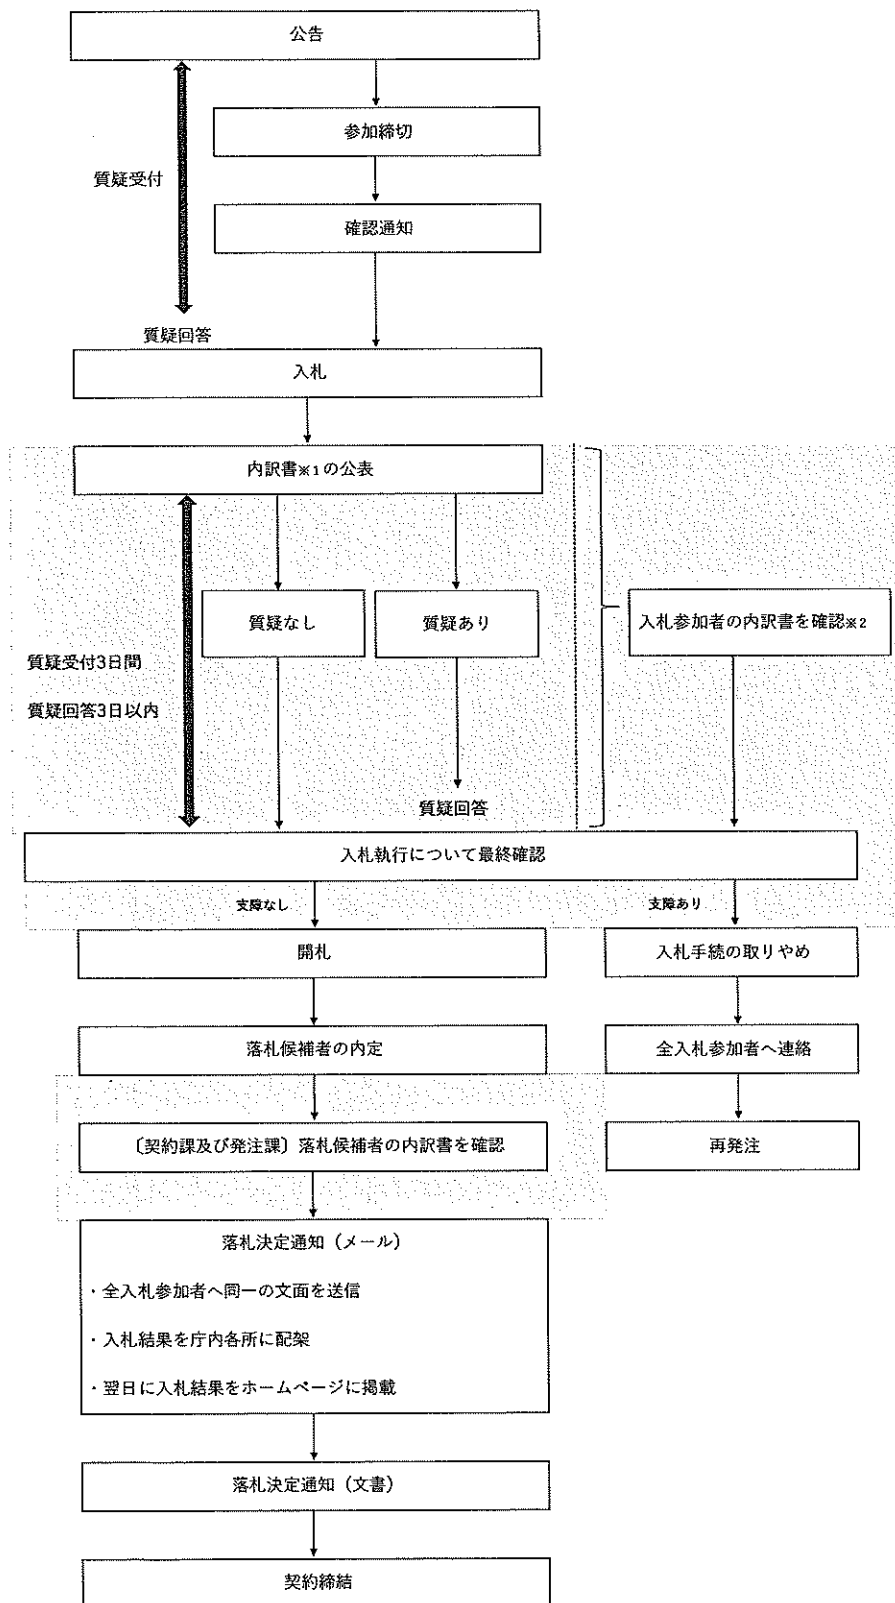 公告
参加締切
質疑受付
確認通知
質疑回答
入札
内訳書※1の公表
質疑なし
質疑あり
入札参加者の内訳書を確認※2
質疑受付3日間
質疑回答3日以内
質疑回答
入札執行について最終確認
支障なし
支障あり
開札
入札手続の取りやめ
落札候補者の内定
全入札参加者へ連絡
〔契約課及び発注課〕落札候補者の内訳書を確認
再発注
落札決定通知（メール）
・全入札参加者へ同一の文面を送信
・入札結果を庁内各所に配架
・翌日に入札結果をホームページに掲載
落札決定通知（文書）
契約締結